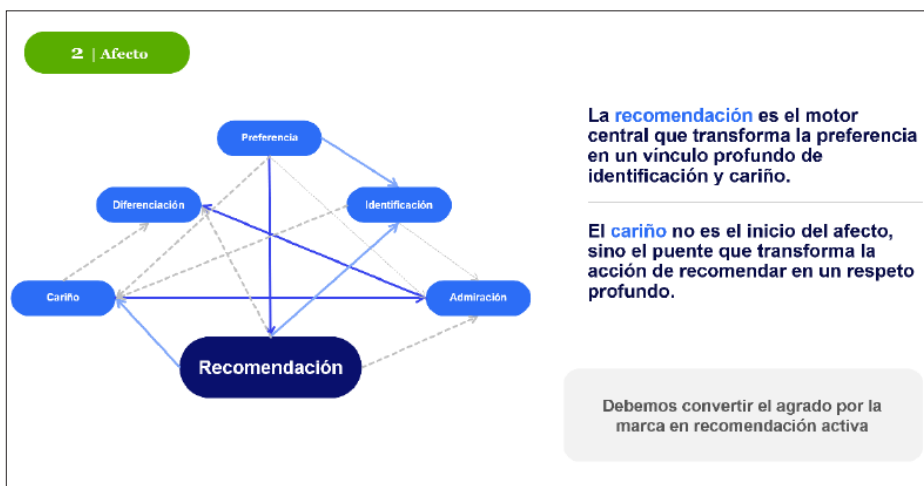 2 | Afecto
Preferencia
Diferenciación
Identificación
Cariño
Admiración
Recomendación
La recomendación es el motor
central que transforma la preferencia
en un vínculo profundo de
identificación y cariño.
El cariño no es el inicio del afecto,
sino el puente que transforma la
acción de recomendar en un respeto
profundo.
Debemos convertir el agrado por la
marca en recomendación activa